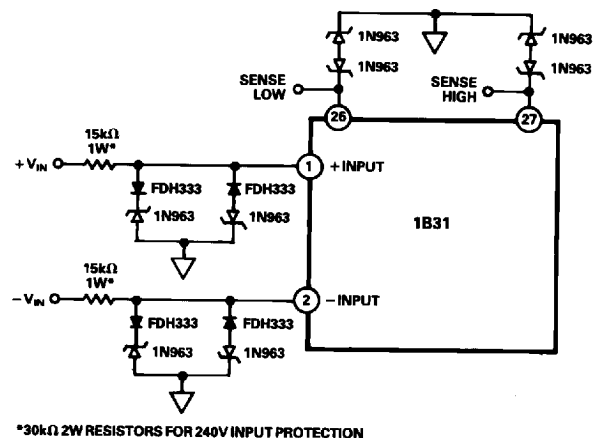 1N963
1N963
1N963
1N963
SENSE
LOW
SENSE
HIGH
26
27
15kΩ
1W*
+VIN
1
+INPUT
FDH333
FDH333
1N963
1N963
1B31
15kΩ
1W*
−VIN
2
−INPUT
FDH333
FDH333
1N963
1N963
*30kΩ 2W RESISTORS FOR 240V INPUT PROTECTION